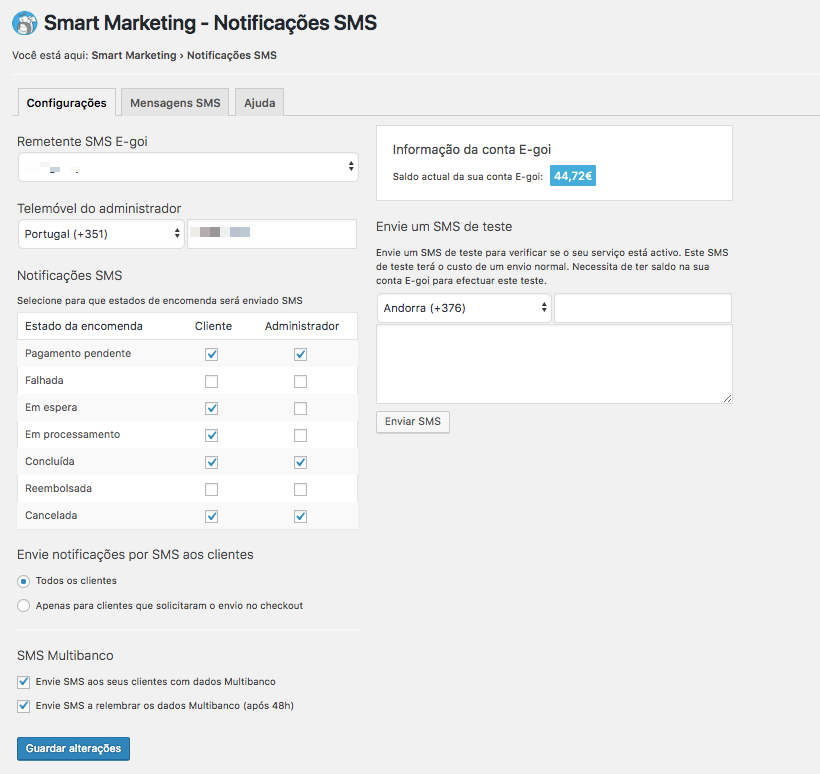 Smart Marketing - Notificações SMS
Você está aqui: Smart Marketing › Notificações SMS
Configurações
Mensagens SMS
Ajuda
Remetente SMS E-goi
Telemóvel do administrador
Portugal (+351)
Notificações SMS
Selecione para que estados de encomenda será enviado SMS
Estado da encomenda Cliente Administrador
Pagamento pendente
Falhada
Em espera
Em processamento
Concluída
Reembolsada
Cancelada
Envie notificações por SMS aos clientes
Todos os clientes
Apenas para clientes que solicitaram o envio no checkout
SMS Multibanco
Envie SMS aos seus clientes com dados Multibanco
Envie SMS a relembrar os dados Multibanco (após 48h)
Guardar alterações
Informação da conta E-goi
Saldo actual da sua conta E-goi: 44,72€
Envie um SMS de teste
Envie um SMS de teste para verificar se o seu serviço está activo. Este SMS
de teste terá o custo de um envio normal. Necessita de ter saldo na sua
conta E-goi para efectuar este teste.
Andorra (+376)
Enviar SMS